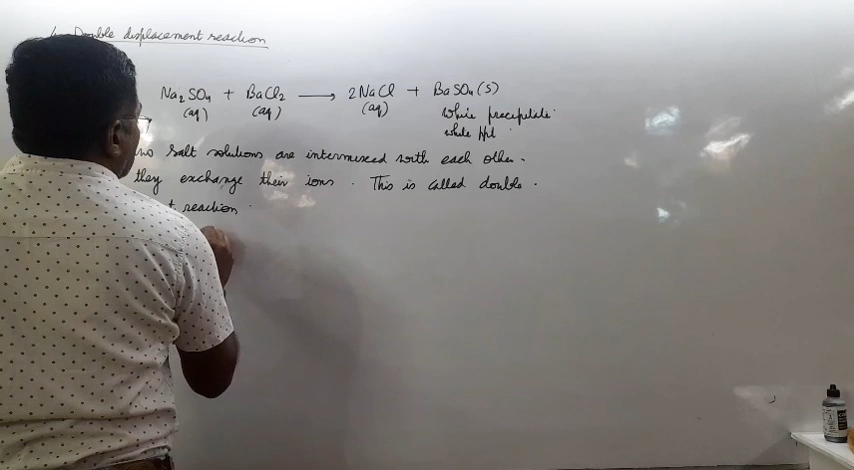 Double displacement reaction
Na₂SO₄ + BaCl₂ ⟶ 2NaCl + BaSO₄(s)
(aq) (aq) (aq) white precipitate.
white ppt.
salt solutions are intermixed with each other.
they exchange their ions. This is called double.
reaction